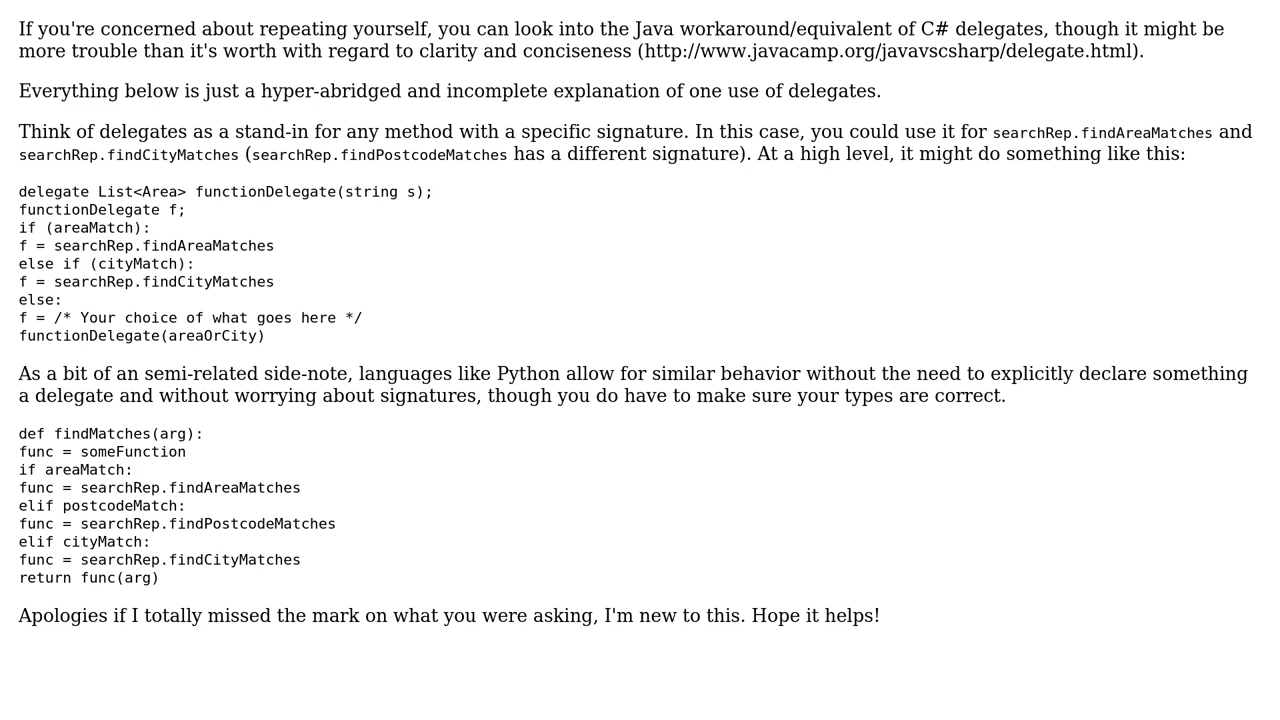 If you're concerned about repeating yourself, you can look into the Java workaround/equivalent of C# delegates, though it might be
more trouble than it's worth with regard to clarity and conciseness (http://www.javacamp.org/javavscsharp/delegate.html).
Everything below is just a hyper-abridged and incomplete explanation of one use of delegates.
Think of delegates as a stand-in for any method with a specific signature. In this case, you could use it for searchRep.findAreaMatches and
searchRep.findCityMatches (searchRep.findPostcodeMatches has a different signature). At a high level, it might do something like this:
delegate List<Area> functionDelegate(string s);
functionDelegate f;
if (areaMatch):
f = searchRep.findAreaMatches
else if (cityMatch):
f = searchRep.findCityMatches
else:
f = /* Your choice of what goes here */
functionDelegate(areaOrCity)
As a bit of an semi-related side-note, languages like Python allow for similar behavior without the need to explicitly declare something
a delegate and without worrying about signatures, though you do have to make sure your types are correct.
def findMatches(arg):
func = someFunction
if areaMatch:
func = searchRep.findAreaMatches
elif postcodeMatch:
func = searchRep.findPostcodeMatches
elif cityMatch:
func = searchRep.findCityMatches
return func(arg)
Apologies if I totally missed the mark on what you were asking, I'm new to this. Hope it helps!